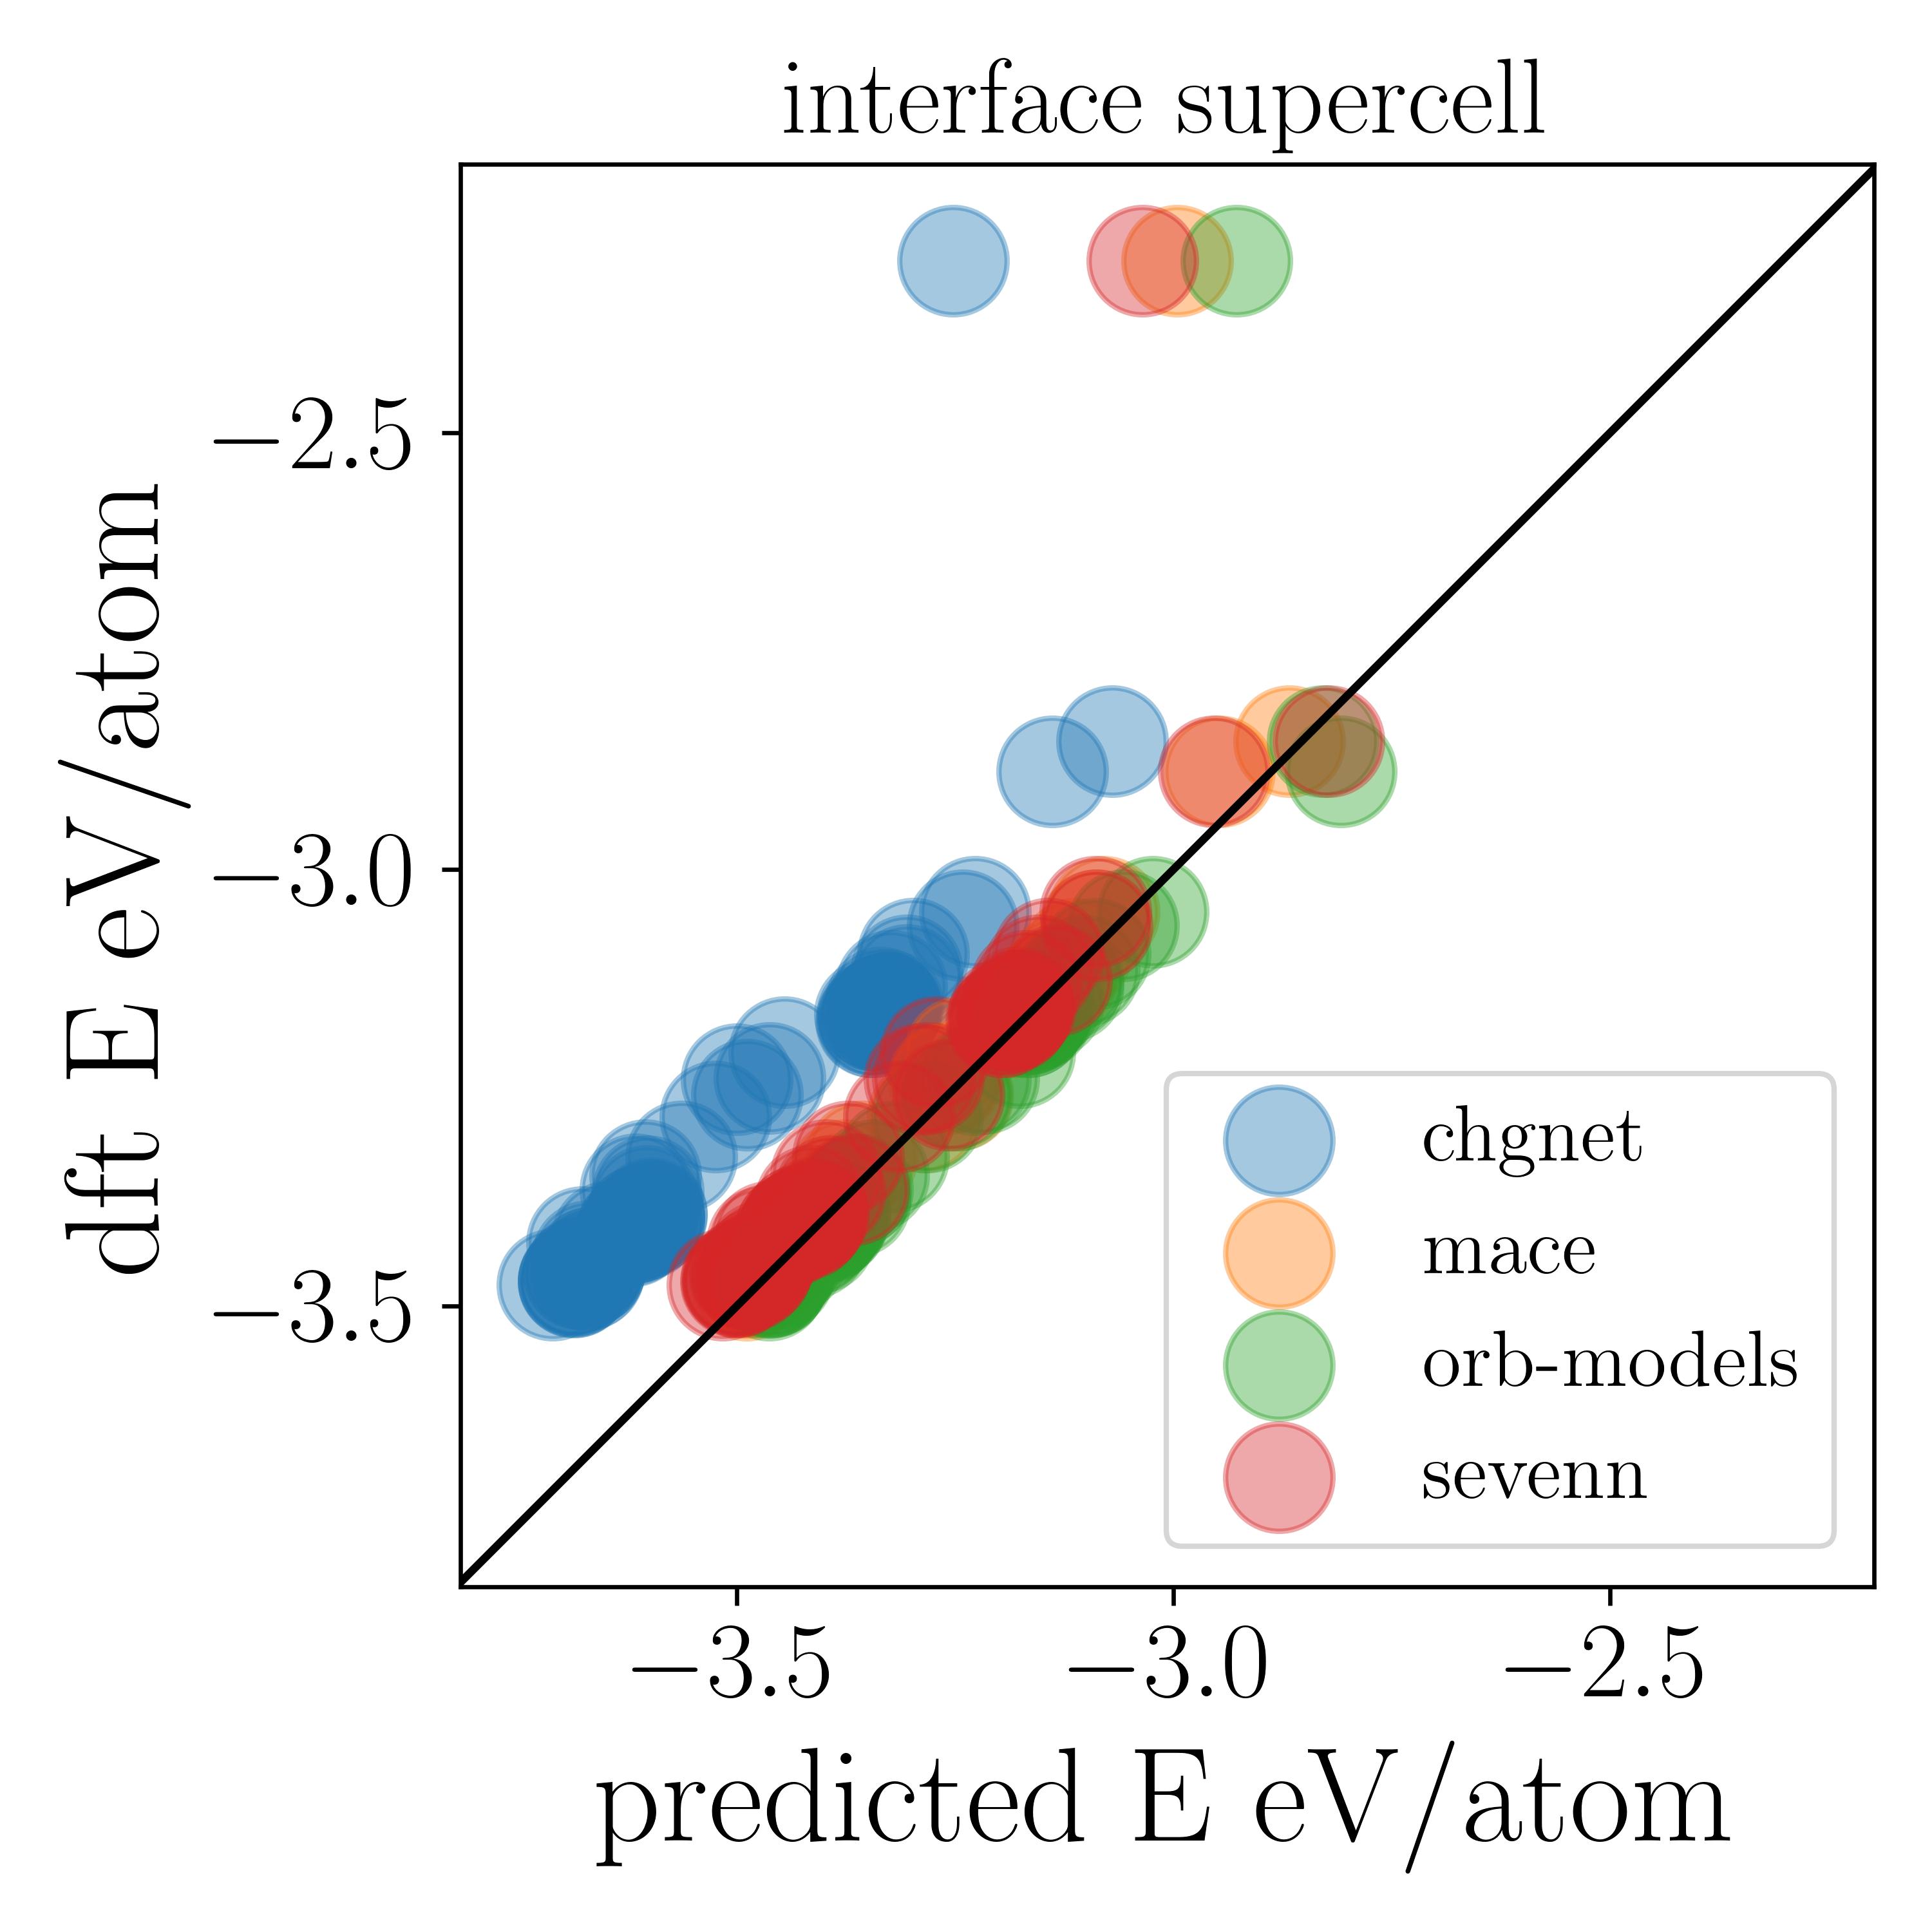 interface supercell
dft E eV/atom
−2.5
−3.0
−3.5
chgnet
mace
orb-models
sevenn
−3.5
−3.0
−2.5
predicted E eV/atom